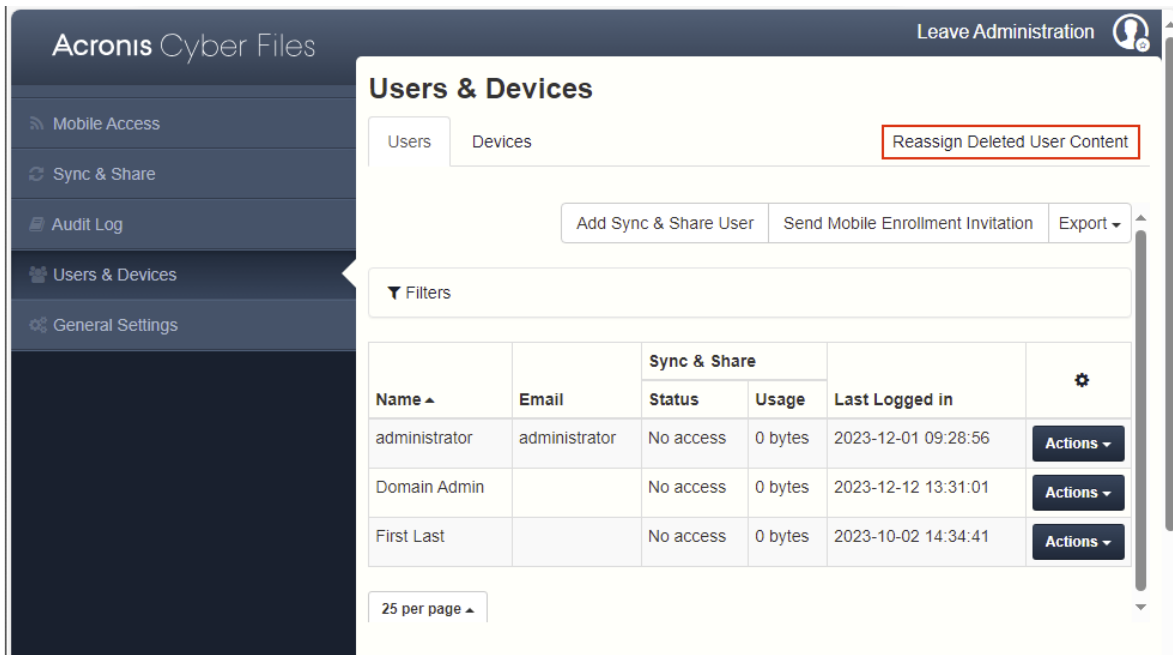 Leave Administration
Acronis Cyber Files
Mobile Access
Sync & Share
Audit Log
Users & Devices
General Settings
Users & Devices
Users Devices Reassign Deleted User Content
Add Sync & Share User Send Mobile Enrollment Invitation Export
Filters
Sync & Share
Name Email Status Usage Last Logged in
administrator administrator No access 0 bytes 2023-12-01 09:28:56 Actions
Domain Admin No access 0 bytes 2023-12-12 13:31:01 Actions
First Last No access 0 bytes 2023-10-02 14:34:41 Actions
25 per page